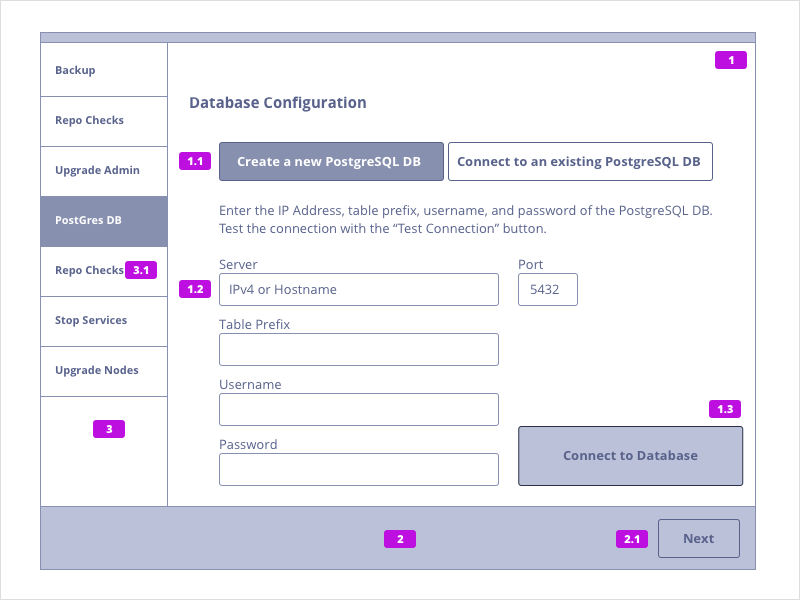 Backup
Repo Checks
Upgrade Admin
PostGres DB
Repo Checks 3.1
Stop Services
Upgrade Nodes
3
1
Database Configuration
1.1 Create a new PostgreSQL DB Connect to an existing PostgreSQL DB
Enter the IP Address, table prefix, username, and password of the PostgreSQL DB.
Test the connection with the “Test Connection” button.
Server Port
1.2 IPv4 or Hostname 5432
Table Prefix
Username
1.3
Password
Connect to Database
2 2.1 Next